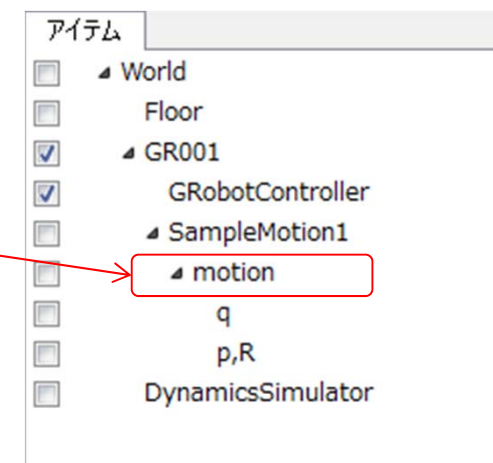 アイテム
World
Floor
GR001
GRobotController
SampleMotion1
motion
q
p,R
DynamicsSimulator